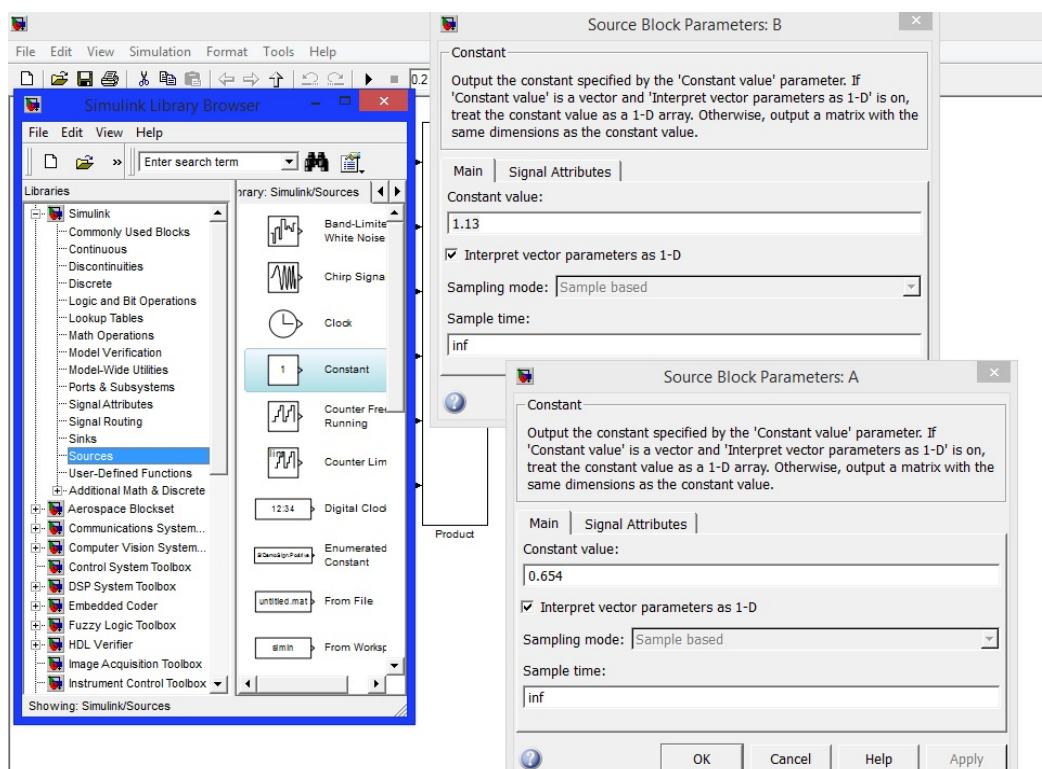 File Edit View Simulation Format Tools Help
0.2
Simulink Library Browser
File Edit View Help
» Enter search term
Libraries
Simulink
Commonly Used Blocks
Continuous
Discontinuities
Discrete
Logic and Bit Operations
Lookup Tables
Math Operations
Model Verification
Model-Wide Utilities
Ports & Subsystems
Signal Attributes
Signal Routing
Sinks
Sources
User-Defined Functions
Additional Math & Discrete
Aerospace Blockset
Communications System...
Computer Vision System...
Control System Toolbox
DSP System Toolbox
Embedded Coder
Fuzzy Logic Toolbox
HDL Verifier
Image Acquisition Toolbox
Instrument Control Toolbox
Showing: Simulink/Sources
rary: Simulink/Sources
Band-Limite
White Noise
Chirp Signa
Clock
1 Constant
Counter Free
Running
lim Counter Lim
12:34 Digital Clock
Enumerated
Constant
untitled.mat From File
simin From Worksp
Product
Source Block Parameters: B
Constant
Output the constant specified by the 'Constant value' parameter. If
'Constant value' is a vector and 'Interpret vector parameters as 1-D' is on,
treat the constant value as a 1-D array. Otherwise, output a matrix with the
same dimensions as the constant value.
Main Signal Attributes
Constant value:
1.13
Interpret vector parameters as 1-D
Sampling mode: Sample based
Sample time:
inf
Source Block Parameters: A
Constant
Output the constant specified by the 'Constant value' parameter. If
'Constant value' is a vector and 'Interpret vector parameters as 1-D' is on,
treat the constant value as a 1-D array. Otherwise, output a matrix with the
same dimensions as the constant value.
Main Signal Attributes
Constant value:
0.654
Interpret vector parameters as 1-D
Sampling mode: Sample based
Sample time:
inf
OK Cancel Help Apply